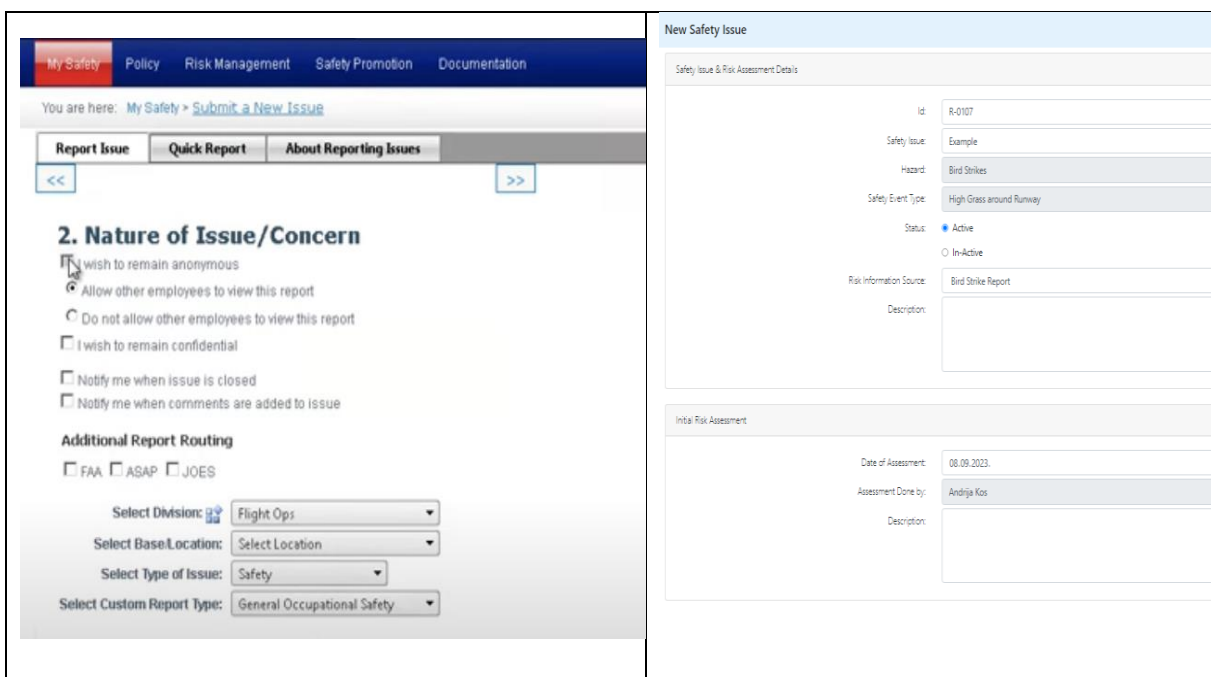 My Safety Policy Risk Management Safety Promotion Documentation
You are here: My Safety > Submit a New Issue
Report Issue Quick Report About Reporting Issues
<< >>
2. Nature of Issue/Concern
I wish to remain anonymous
Allow other employees to view this report
Do not allow other employees to view this report
I wish to remain confidential
Notify me when issue is closed
Notify me when comments are added to issue
Additional Report Routing
FAA ASAP JOES
Select Division: Flight Ops
Select Base/Location: Select Location
Select Type of Issue: Safety
Select Custom Report Type: General Occupational Safety
New Safety Issue
Safety Issue & Risk Assessment Details
Id: R-0107
Safety Issue: Example
Hazard: Bird Strikes
Safety Event Type: High Grass around Runway
Status: Active
In-Active
Risk Information Source: Bird Strike Report
Description:
Initial Risk Assessment
Date of Assessment: 08.09.2023.
Assessment Done by: Andrija Kos
Description: